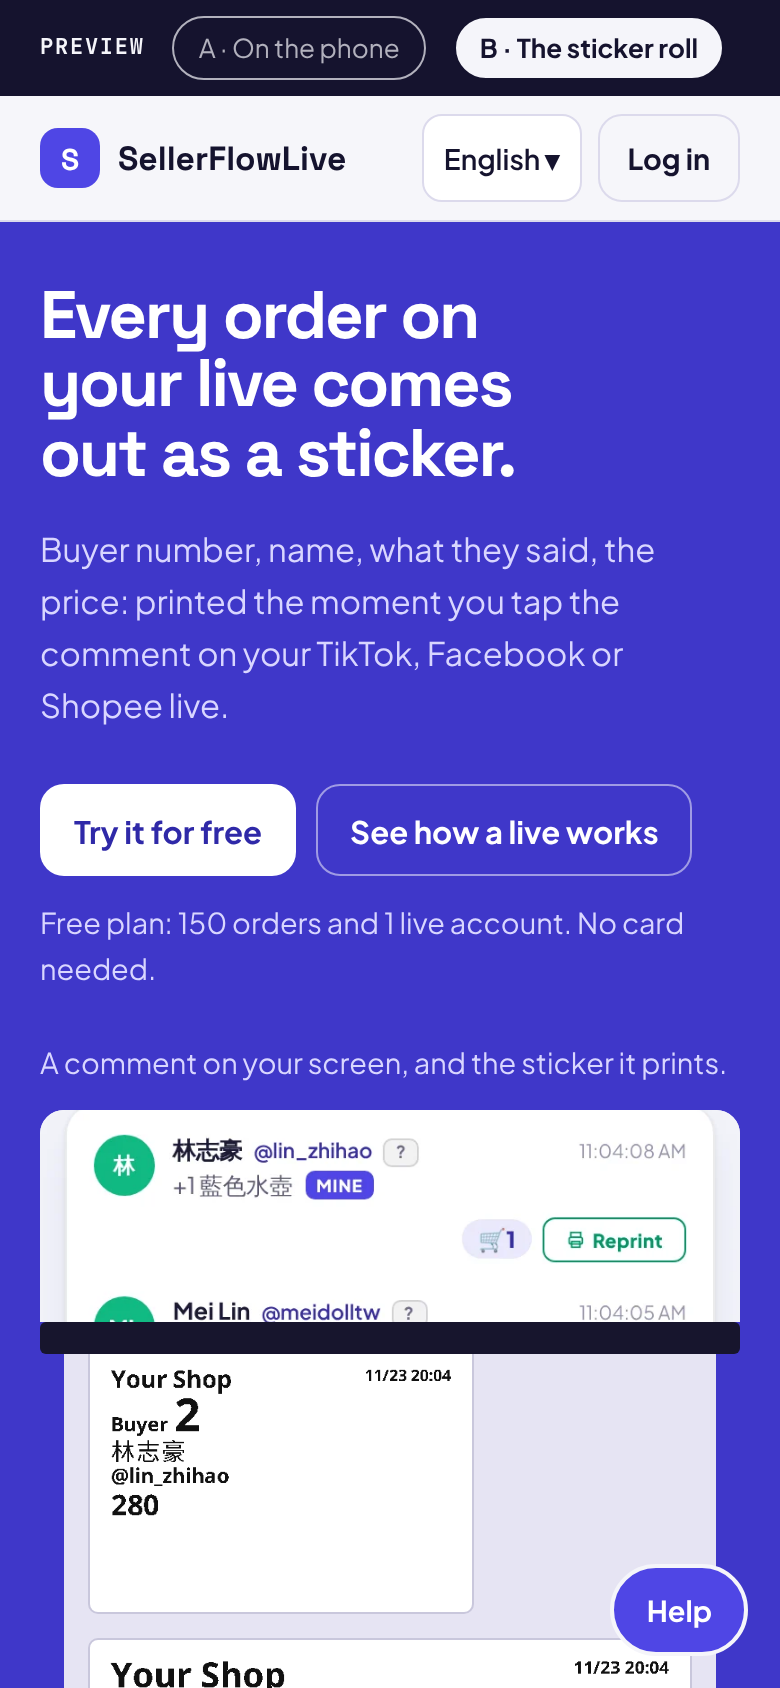 PREVIEW
A · On the phone
B · The sticker roll
S
SellerFlowLive
English ▾
Log in
Every order on
your live comes
out as a sticker.
Buyer number, name, what they said, the
price: printed the moment you tap the
comment on your TikTok, Facebook or
Shopee live.
Try it for free
See how a live works
Free plan: 150 orders and 1 live account. No card
needed.
A comment on your screen, and the sticker it prints.
林
林志豪 @lin_zhihao ? 11:04:08 AM
+1 藍色水壺 MINE
🛒1
Reprint
Mei Lin @meidolltw ? 11:04:05 AM
Your Shop 11/23 20:04
Buyer 2
林志豪
@lin_zhihao
280
Help
Your Shop 11/23 20:04